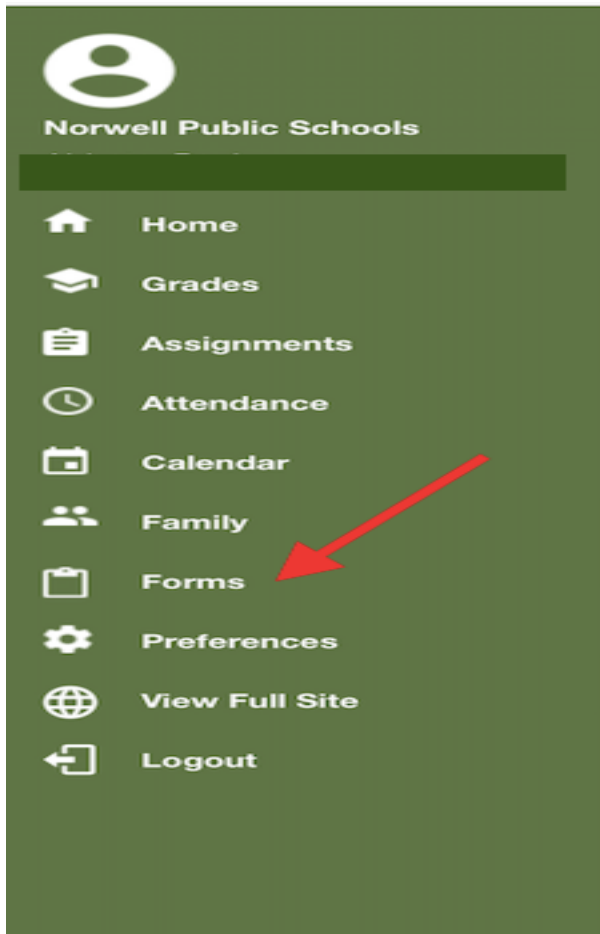 Norwell Public Schools
Home
Grades
Assignments
Attendance
Calendar
Family
Forms
Preferences
View Full Site
Logout